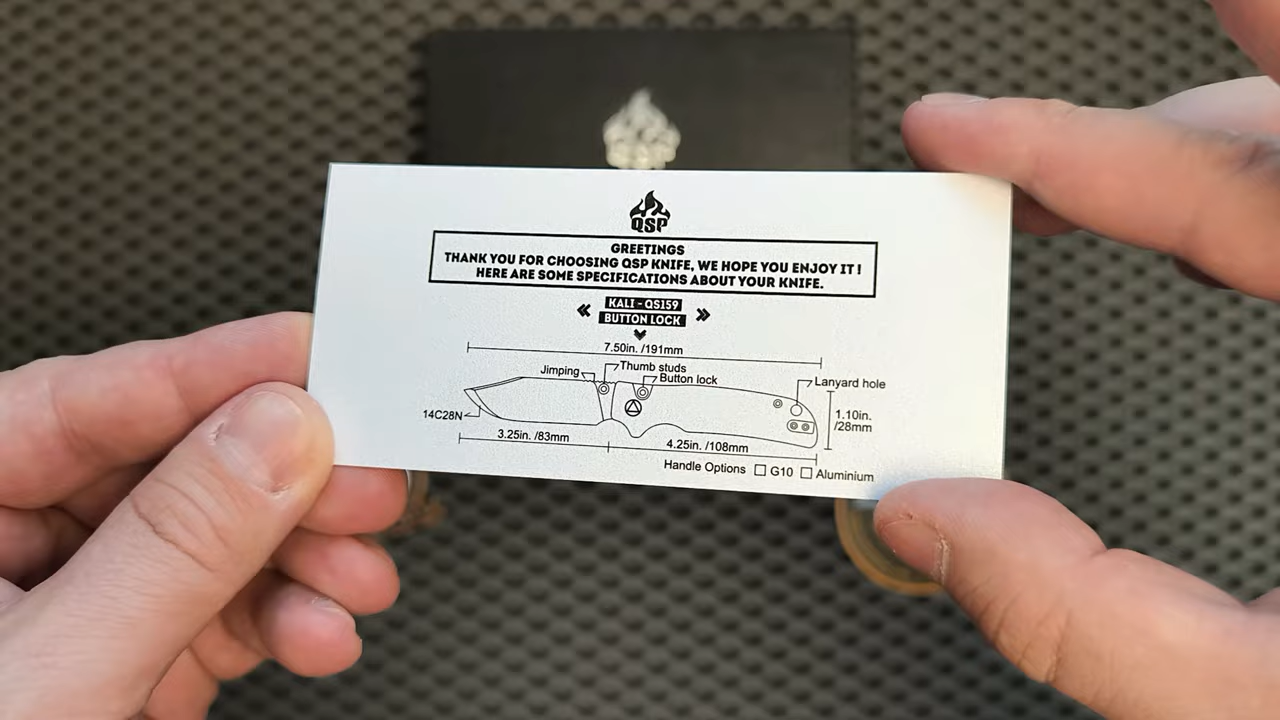 QSP
GREETINGS
THANK YOU FOR CHOOSING QSP KNIFE, WE HOPE YOU ENJOY IT !
HERE ARE SOME SPECIFICATIONS ABOUT YOUR KNIFE.
KALI - QS159
BUTTON LOCK
7.50in. /191mm
Jimping
Thumb studs
Button lock
Lanyard hole
14C28N
1.10in.
/28mm
3.25in. /83mm
4.25in. /108mm
Handle Options □ G10 □ Aluminium